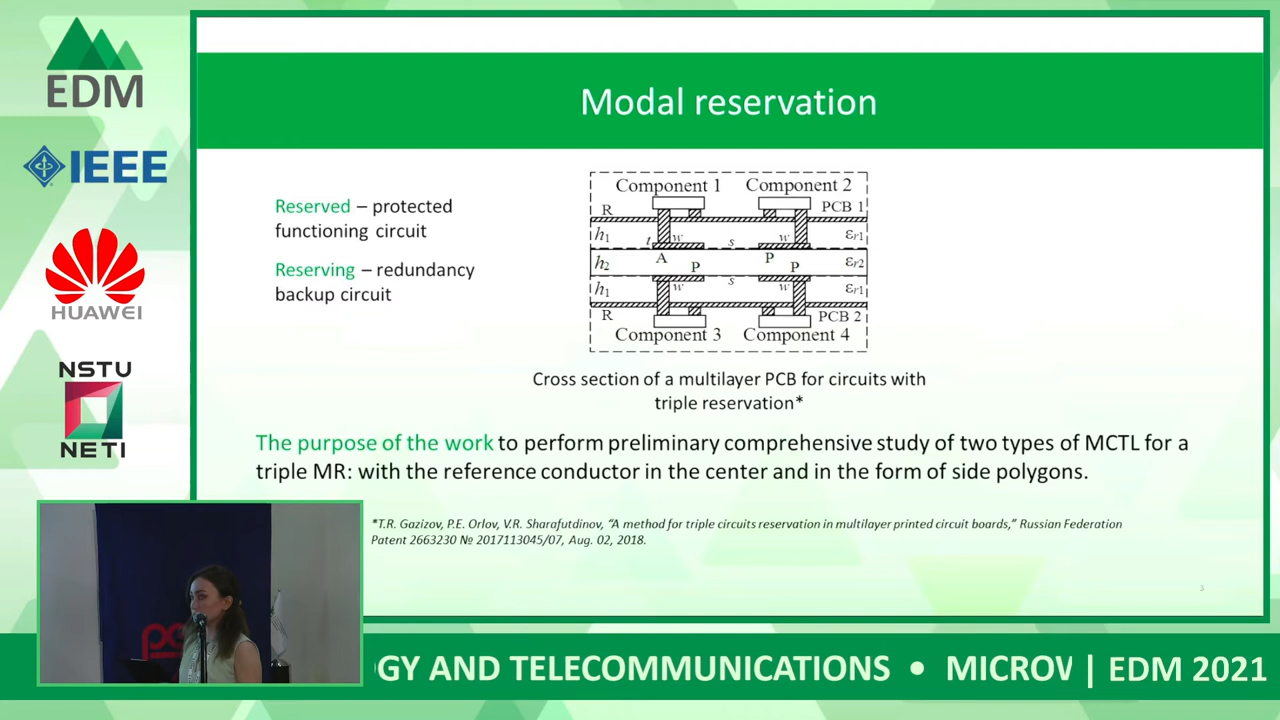 EDM
IEEE
HUAWEI
NSTU
NETI
Modal reservation
Reserved – protected
functioning circuit
Reserving – redundancy
backup circuit
Component 1 Component 2
R PCB 1
h1 t w s w εr1
h2 A P P P εr2
h1 w s w εr1
R PCB 2
Component 3 Component 4
Cross section of a multilayer PCB for circuits with
triple reservation*
The purpose of the work to perform preliminary comprehensive study of two types of MCTL for a
triple MR: with the reference conductor in the center and in the form of side polygons.
*T.R. Gazizov, P.E. Orlov, V.R. Sharafutdinov, “A method for triple circuits reservation in multilayer printed circuit boards,” Russian Federation
Patent 2663230 № 2017113045/07, Aug. 02, 2018.
3
GY AND TELECOMMUNICATIONS • MICROW | EDM 2021